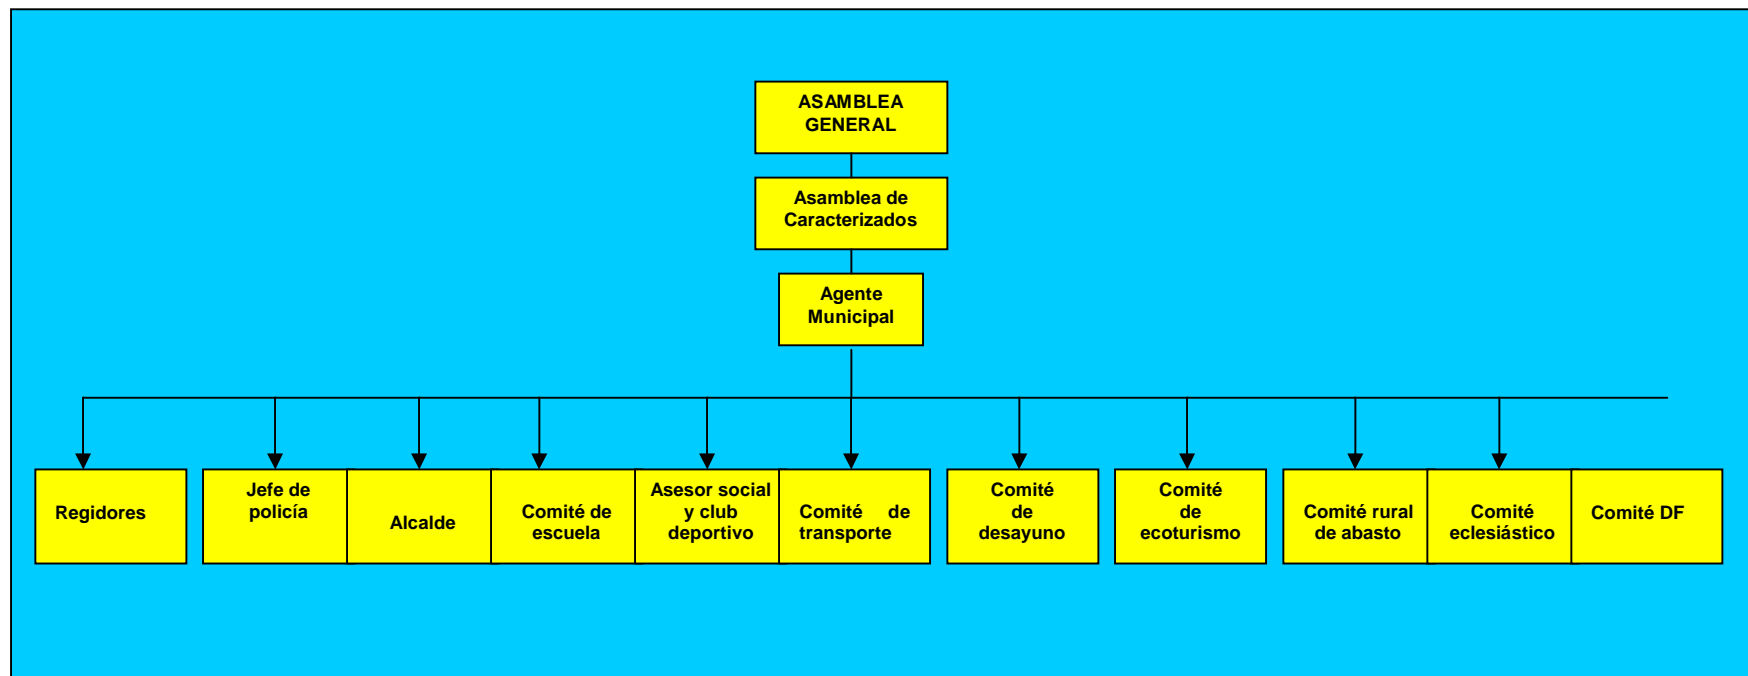 ASAMBLEA
GENERAL
Asamblea de
Caracterizados
Agente
Municipal
Regidores
Jefe de
policía
Alcalde
Comité de
escuela
Asesor social
y club
deportivo
Comité de
transporte
Comité
de
desayuno
Comité
de
ecoturismo
Comité rural
de abasto
Comité
eclesiástico
Comité DF